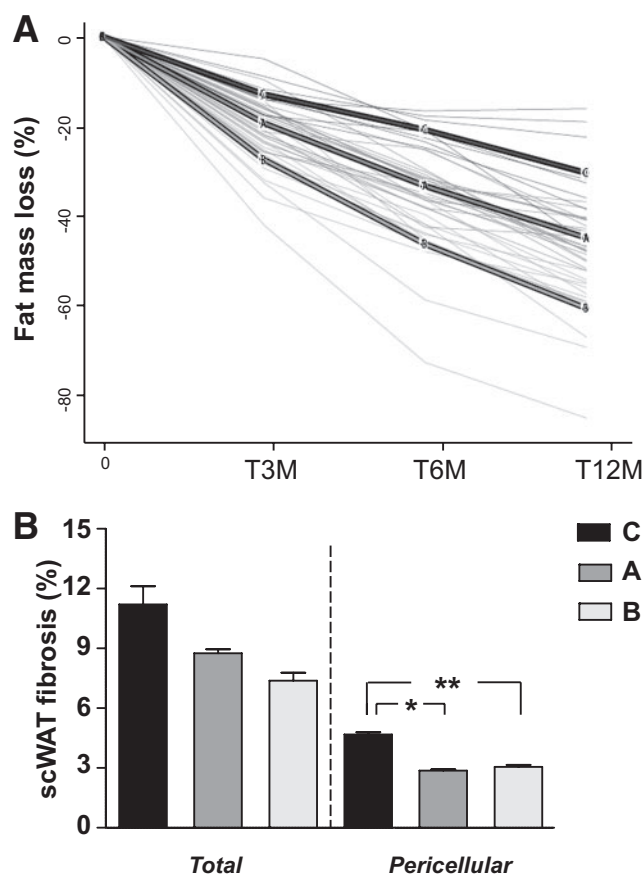 A
Fat mass loss (%)
0
-20
-40
-60
-80
0 T3M T6M T12M
C
C
A
A
A
B
B
B
scWAT fibrosis (%)
15
12
9
6
3
0
**
*
C
A
B
Total Pericellular